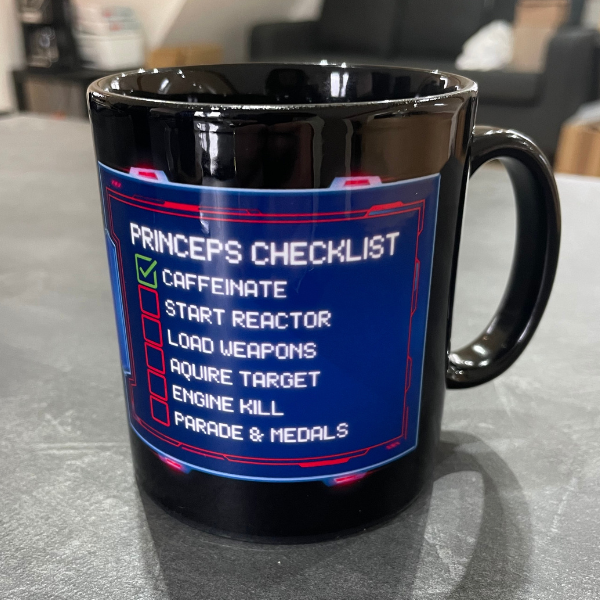 PRINCEPS CHECKLIST
CAFFEINATE
START REACTOR
LOAD WEAPONS
AQUIRE TARGET
ENGINE KILL
PARADE & MEDALS